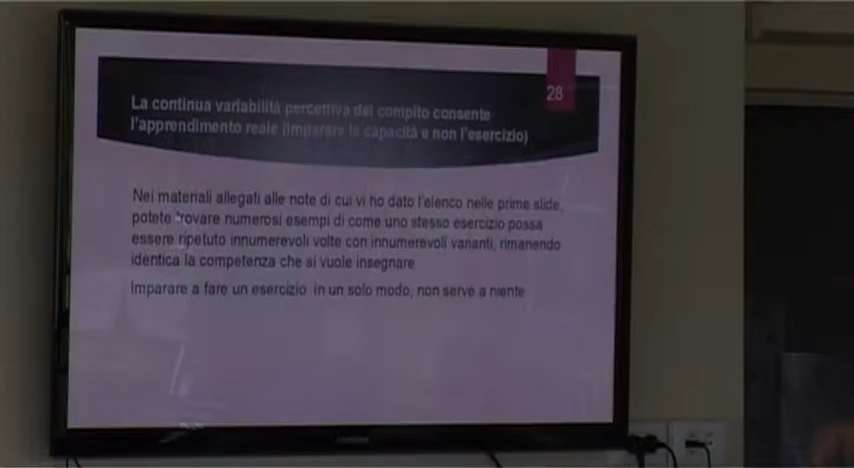 28
La continua variabilità percettiva del compito consente
l'apprendimento reale (imparare la capacità e non l'esercizio)
Nei materiali allegati alle note di cui vi ho dato l'elenco nelle prime slide,
potete trovare numerosi esempi di come uno stesso esercizio possa
essere ripetuto innumerevoli volte con innumerevoli varianti, rimanendo
identica la competenza che si vuole insegnare
Imparare a fare un esercizio in un solo modo, non serve a niente